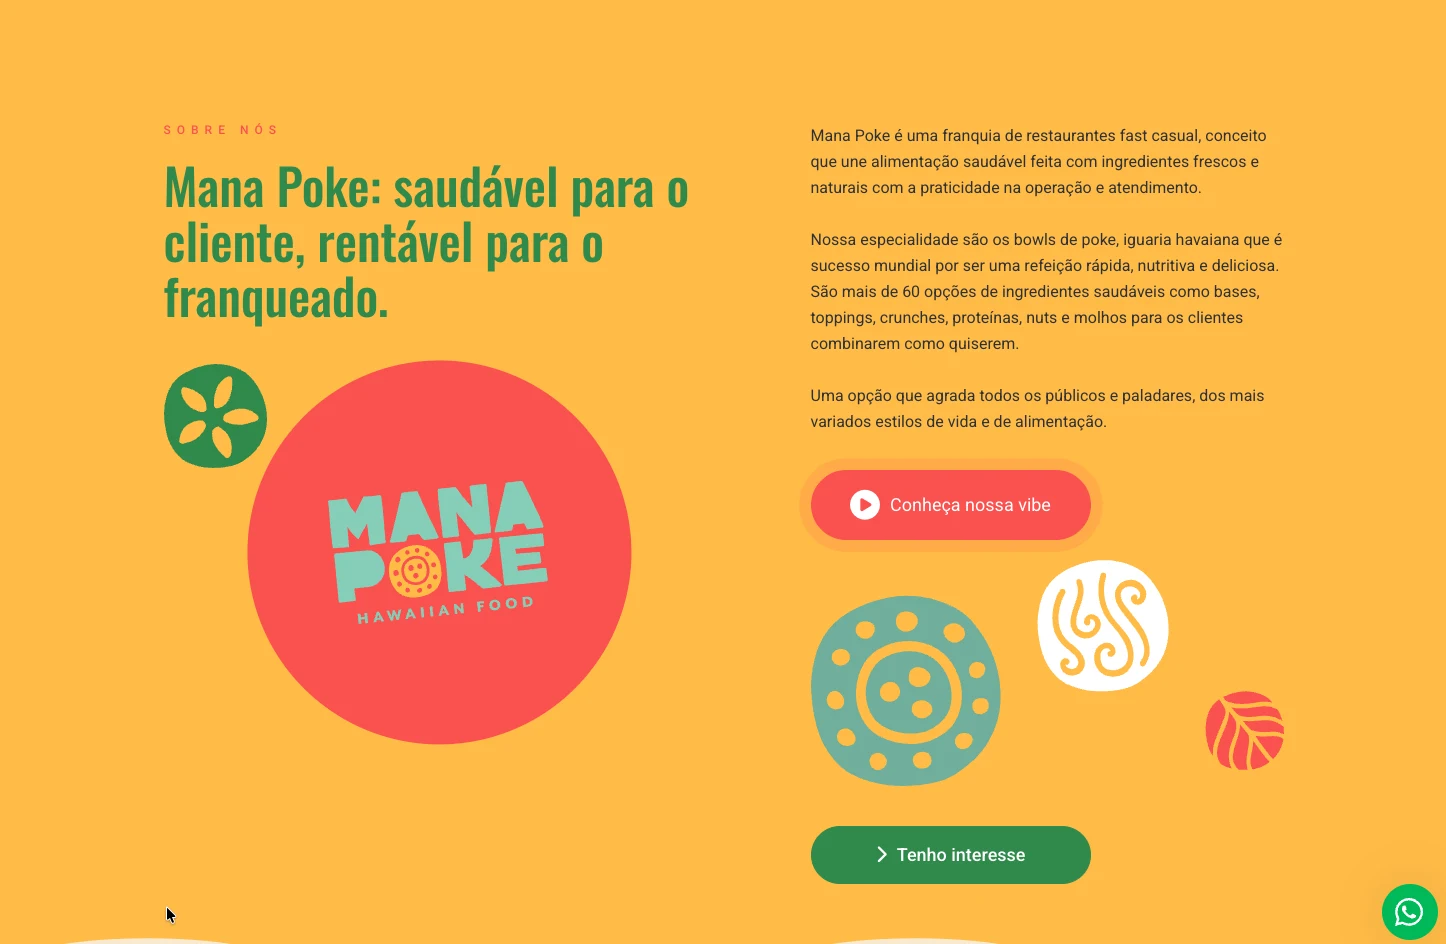 SOBRE NÓS
Mana Poke: saudável para o
cliente, rentável para o
franqueado.
MANA
POKE
HAWAIIAN FOOD
Mana Poke é uma franquia de restaurantes fast casual, conceito
que une alimentação saudável feita com ingredientes frescos e
naturais com a praticidade na operação e atendimento.
Nossa especialidade são os bowls de poke, iguaria havaiana que é
sucesso mundial por ser uma refeição rápida, nutritiva e deliciosa.
São mais de 60 opções de ingredientes saudáveis como bases,
toppings, crunches, proteínas, nuts e molhos para os clientes
combinarem como quiserem.
Uma opção que agrada todos os públicos e paladares, dos mais
variados estilos de vida e de alimentação.
Conheça nossa vibe
Tenho interesse